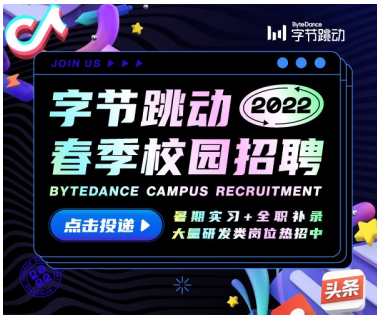 ByteDance
字节跳动
JOIN US
字节跳动 2022
春季校园招聘
BYTEDANCE CAMPUS RECRUITMENT
点击投递
暑期实习+全职补录
大量研发类岗位热招中
头条